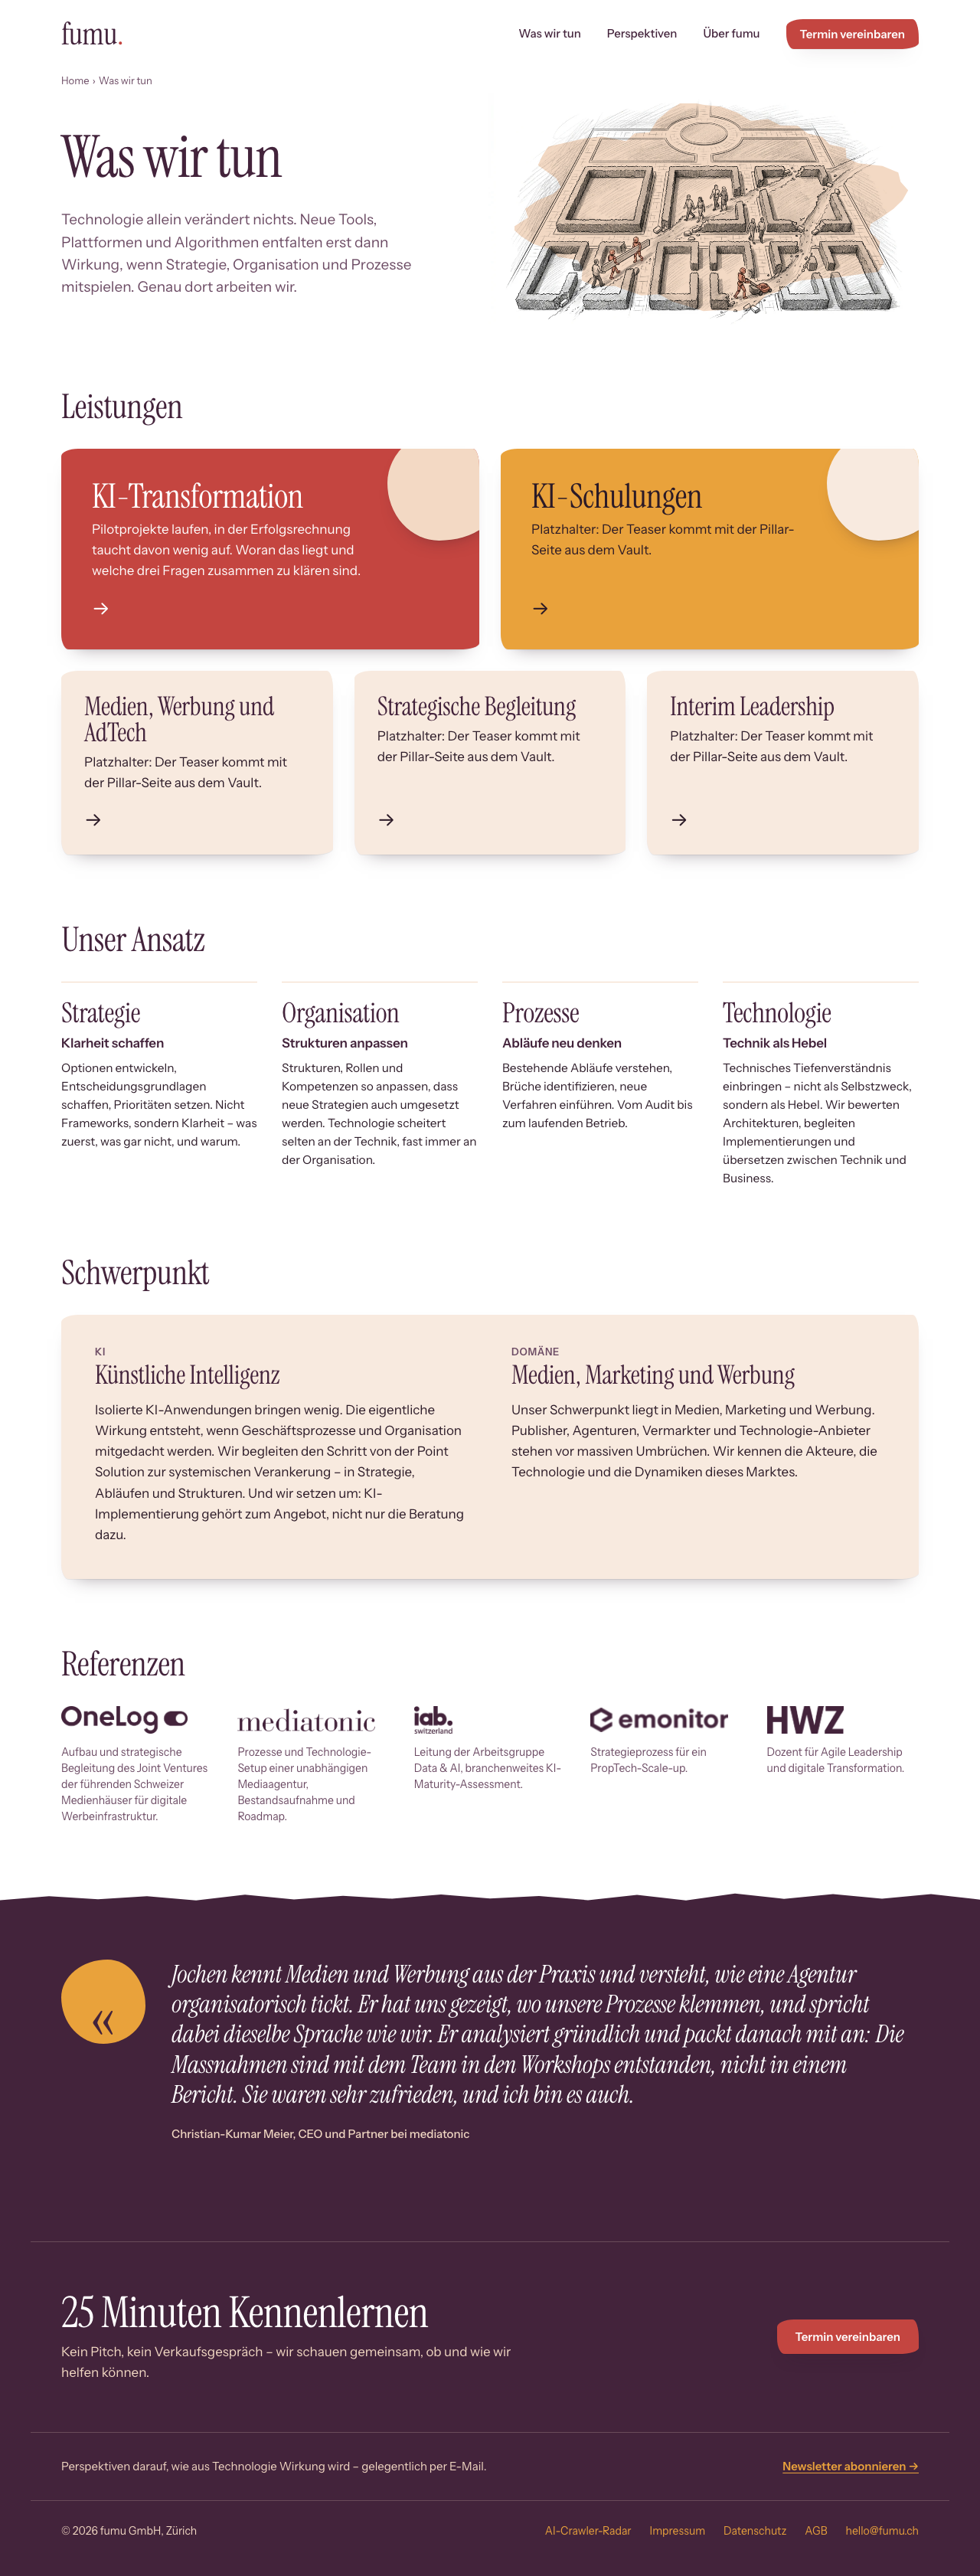 fumu.
Was wir tun
Perspektiven
Über fumu
Termin vereinbaren
Home › Was wir tun
Was wir tun
Technologie allein verändert nichts. Neue Tools,
Plattformen und Algorithmen entfalten erst dann
Wirkung, wenn Strategie, Organisation und Prozesse
mitspielen. Genau dort arbeiten wir.
Leistungen
KI-Transformation
Pilotprojekte laufen, in der Erfolgsrechnung
taucht davon wenig auf. Woran das liegt und
welche drei Fragen zusammen zu klären sind.
→
KI-Schulungen
Platzhalter: Der Teaser kommt mit der Pillar-
Seite aus dem Vault.
→
Medien, Werbung und
AdTech
Platzhalter: Der Teaser kommt mit
der Pillar-Seite aus dem Vault.
→
Strategische Begleitung
Platzhalter: Der Teaser kommt mit
der Pillar-Seite aus dem Vault.
→
Interim Leadership
Platzhalter: Der Teaser kommt mit
der Pillar-Seite aus dem Vault.
→
Unser Ansatz
Strategie
Klarheit schaffen
Optionen entwickeln,
Entscheidungsgrundlagen
schaffen, Prioritäten setzen. Nicht
Frameworks, sondern Klarheit – was
zuerst, was gar nicht, und warum.
Organisation
Strukturen anpassen
Strukturen, Rollen und
Kompetenzen so anpassen, dass
neue Strategien auch umgesetzt
werden. Technologie scheitert
selten an der Technik, fast immer an
der Organisation.
Prozesse
Abläufe neu denken
Bestehende Abläufe verstehen,
Brüche identifizieren, neue
Verfahren einführen. Vom Audit bis
zum laufenden Betrieb.
Technologie
Technik als Hebel
Technisches Tiefenverständnis
einbringen – nicht als Selbstzweck,
sondern als Hebel. Wir bewerten
Architekturen, begleiten
Implementierungen und
übersetzen zwischen Technik und
Business.
Schwerpunkt
KI
Künstliche Intelligenz
Isolierte KI-Anwendungen bringen wenig. Die eigentliche
Wirkung entsteht, wenn Geschäftsprozesse und Organisation
mitgedacht werden. Wir begleiten den Schritt von der Point
Solution zur systemischen Verankerung – in Strategie,
Abläufen und Strukturen. Und wir setzen um: KI-
Implementierung gehört zum Angebot, nicht nur die Beratung
dazu.
DOMÄNE
Medien, Marketing und Werbung
Unser Schwerpunkt liegt in Medien, Marketing und Werbung.
Publisher, Agenturen, Vermarkter und Technologie-Anbieter
stehen vor massiven Umbrüchen. Wir kennen die Akteure, die
Technologie und die Dynamiken dieses Marktes.
Referenzen
OneLog
Aufbau und strategische
Begleitung des Joint Ventures
der führenden Schweizer
Medienhäuser für digitale
Werbeinfrastruktur.
mediatonic
Prozesse und Technologie-
Setup einer unabhängigen
Mediaagentur,
Bestandsaufnahme und
Roadmap.
iab.
switzerland
Leitung der Arbeitsgruppe
Data & AI, branchenweites KI-
Maturity-Assessment.
emonitor
Strategieprozess für ein
PropTech-Scale-up.
HWZ
Dozent für Agile Leadership
und digitale Transformation.
«
Jochen kennt Medien und Werbung aus der Praxis und versteht, wie eine Agentur
organisatorisch tickt. Er hat uns gezeigt, wo unsere Prozesse klemmen, und spricht
dabei dieselbe Sprache wie wir. Er analysiert gründlich und packt danach mit an: Die
Massnahmen sind mit dem Team in den Workshops entstanden, nicht in einem
Bericht. Sie waren sehr zufrieden, und ich bin es auch.
Christian-Kumar Meier, CEO und Partner bei mediatonic
25 Minuten Kennenlernen
Kein Pitch, kein Verkaufsgespräch – wir schauen gemeinsam, ob und wie wir
helfen können.
Termin vereinbaren
Perspektiven darauf, wie aus Technologie Wirkung wird – gelegentlich per E-Mail.
Newsletter abonnieren →
© 2026 fumu GmbH, Zürich
AI-Crawler-Radar
Impressum
Datenschutz
AGB
hello@fumu.ch